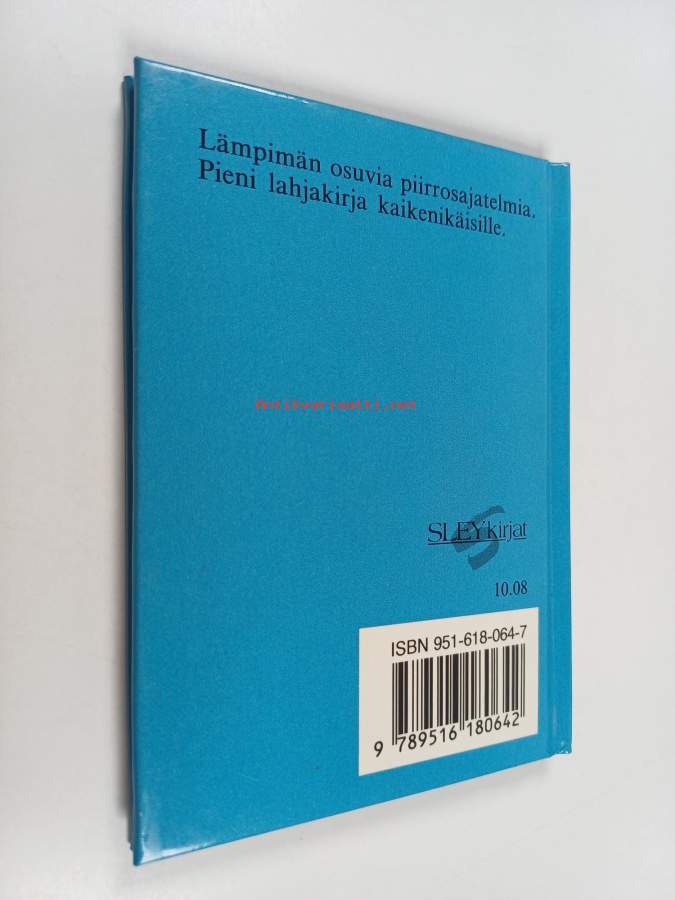 Lämpimän osuvia piirrosajatelmia.
Pieni lahjakirja kaikenikäisille.
Antikvariaatti.net
SLEYkirjat
10.08
ISBN 951-618-064-7
9 789516 180642